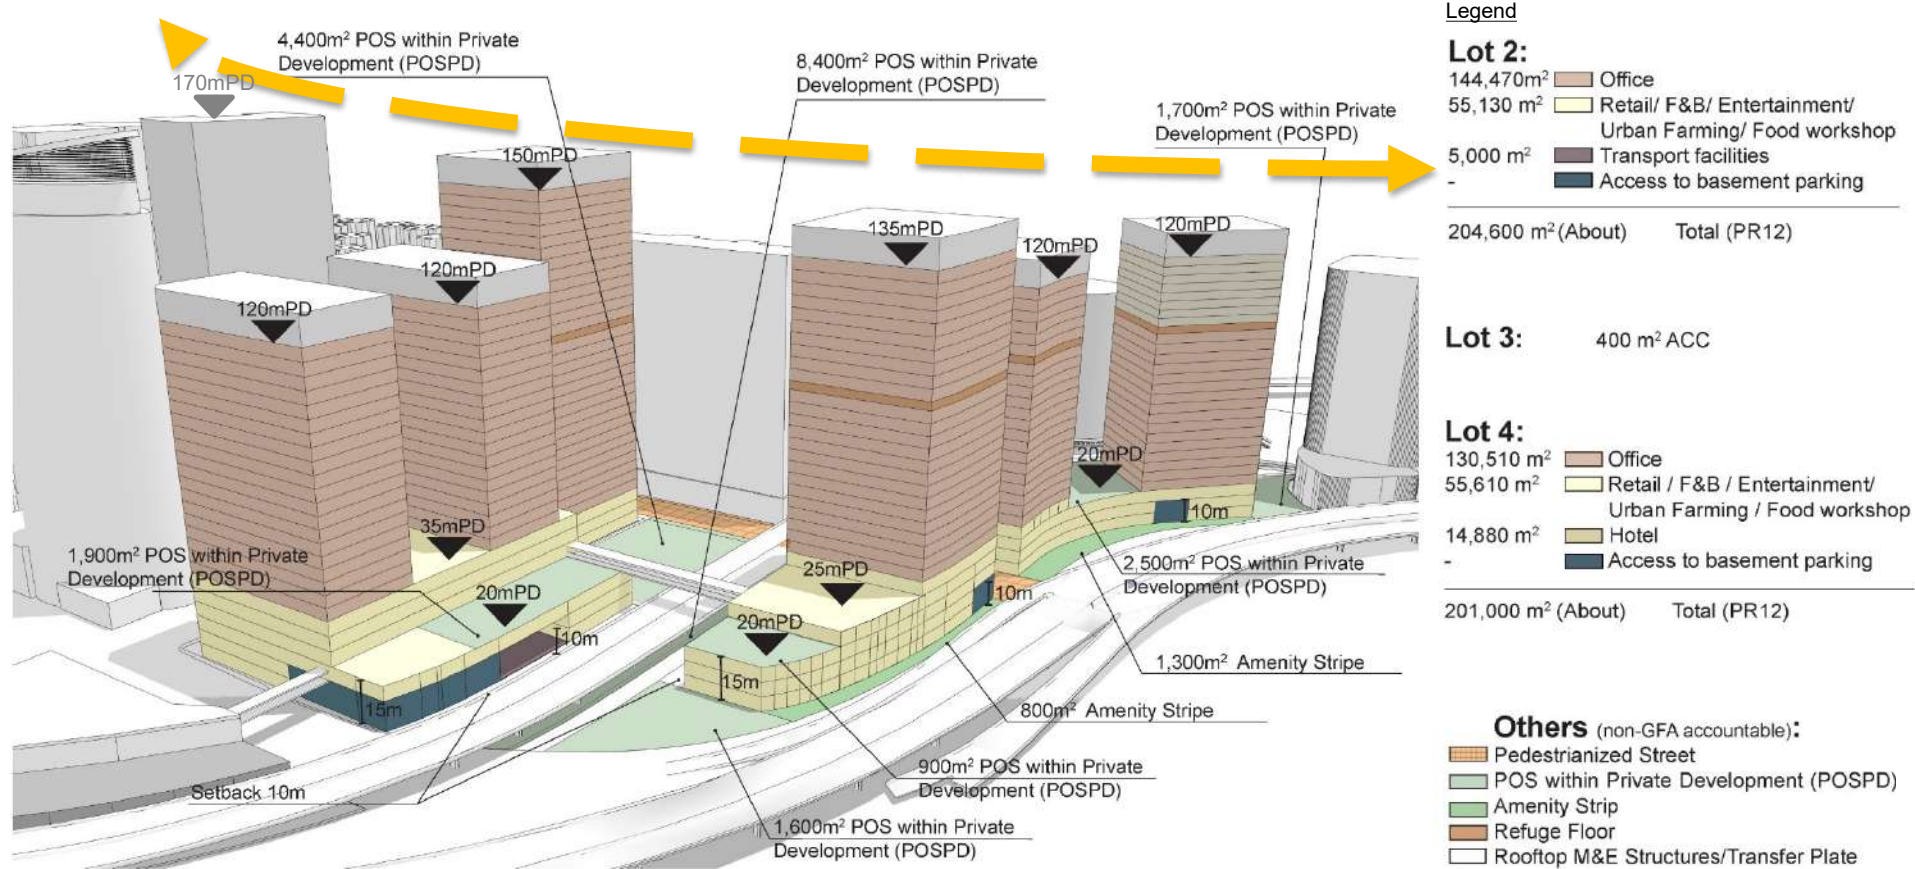 4,400m² POS within Private
Development (POSPD)
8,400m² POS within Private
Development (POSPD)
1,700m² POS within Private
Development (POSPD)
170mPD
150mPD
120mPD
120mPD
135mPD
120mPD
120mPD
20mPD
10m
35mPD
1,900m² POS within Private
Development (POSPD)
20mPD
10m
15m
25mPD
20mPD
15m
10m
2,500m² POS within Private
Development (POSPD)
1,300m² Amenity Stripe
800m² Amenity Stripe
900m² POS within Private
Development (POSPD)
Setback 10m
1,600m² POS within Private
Development (POSPD)
Legend
Lot 2:
144,470m² Office
55,130 m² Retail/ F&B/ Entertainment/
Urban Farming/ Food workshop
5,000 m² Transport facilities
- Access to basement parking
204,600 m² (About) Total (PR12)
Lot 3: 400 m² ACC
Lot 4:
130,510 m² Office
55,610 m² Retail / F&B / Entertainment/
Urban Farming / Food workshop
14,880 m² Hotel
- Access to basement parking
201,000 m² (About) Total (PR12)
Others (non-GFA accountable):
Pedestrianized Street
POS within Private Development (POSPD)
Amenity Strip
Refuge Floor
Rooftop M&E Structures/Transfer Plate